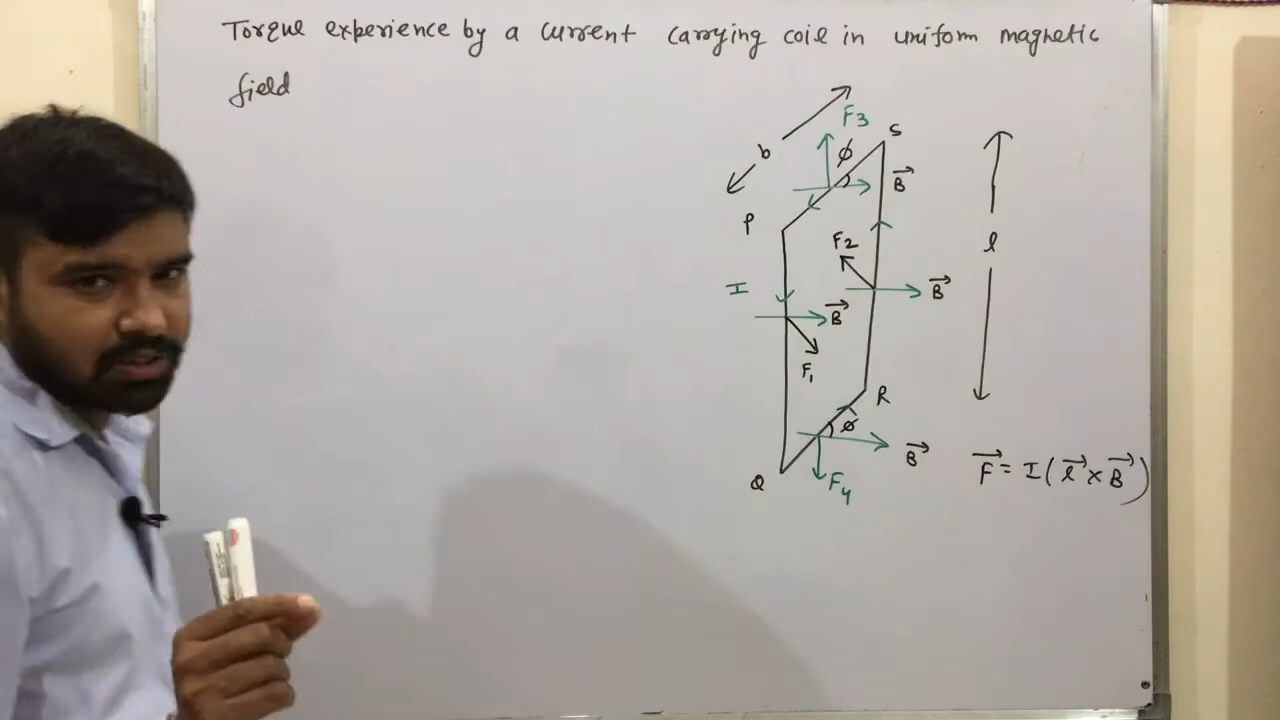 Torque experience by a current carrying coil in uniform magnetic
field
F3
S
b
ϕ
B⃗
P
F2
l
I
B⃗
B⃗
F₁
R
ϕ
B⃗
Q
F₄
F⃗ = I(l⃗ × B⃗)